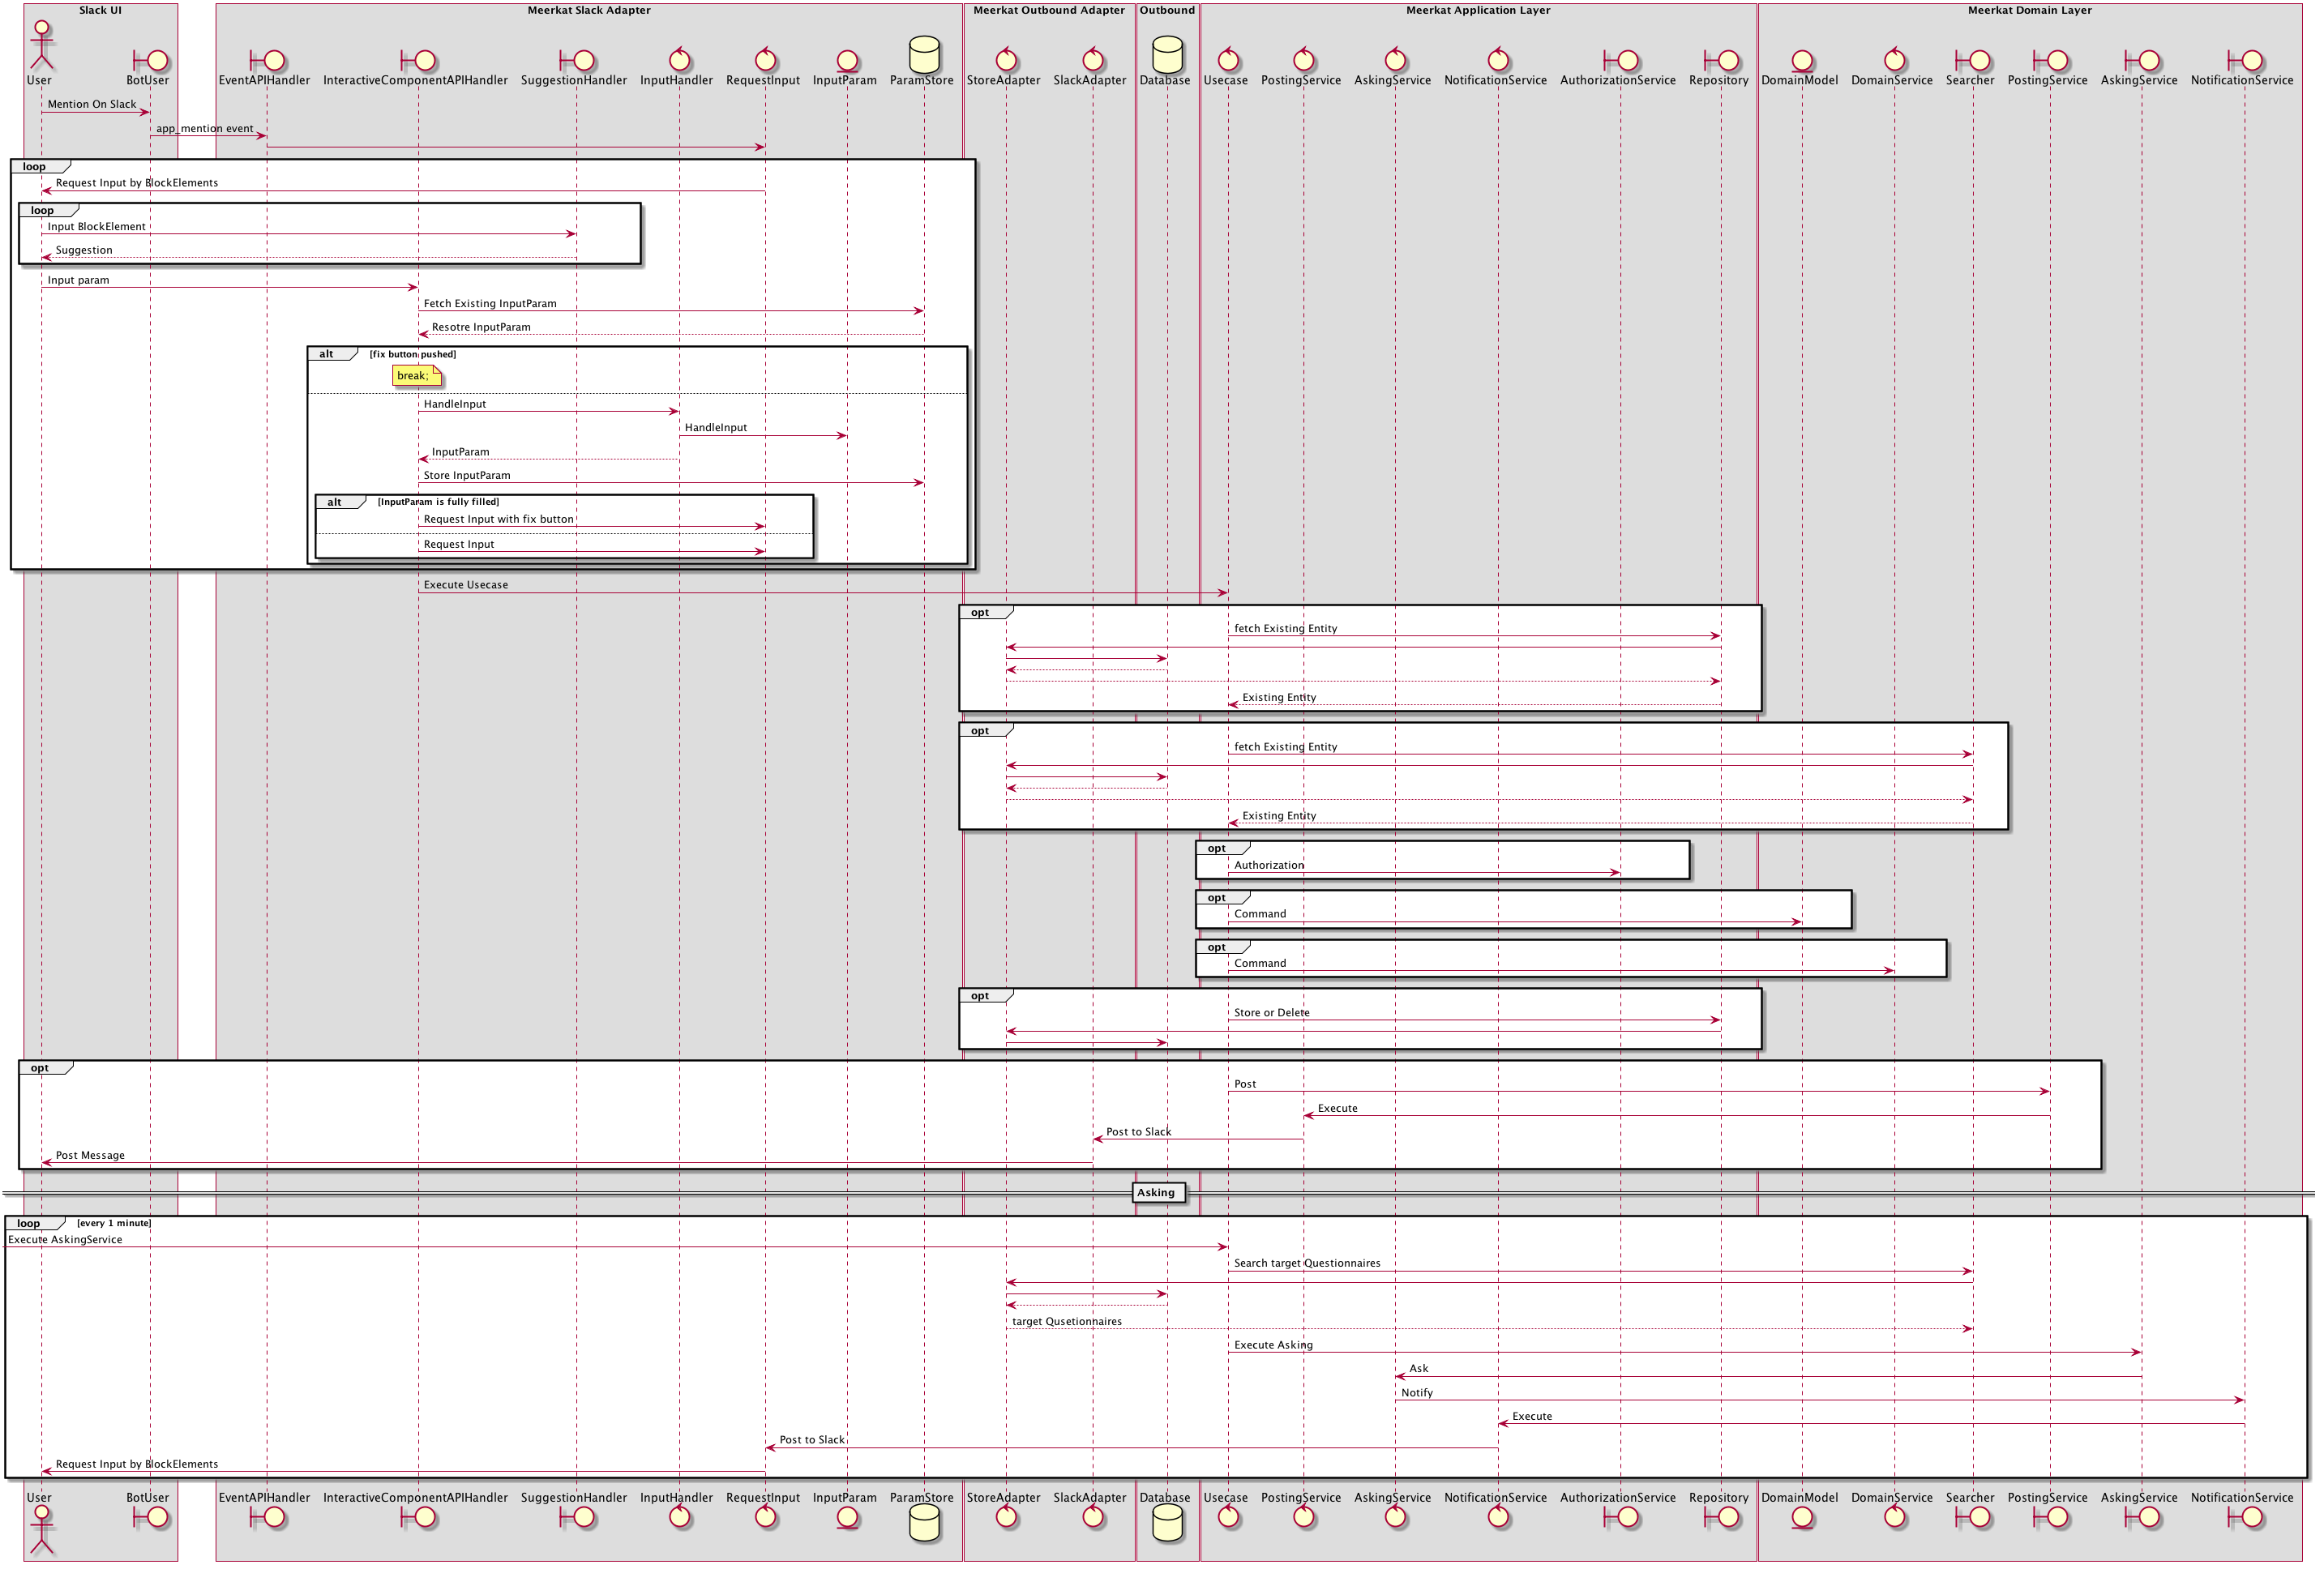 Slack UI
Meerkat Slack Adapter
Meerkat Outbound Adapter
Outbound
Meerkat Application Layer
Meerkat Domain Layer
User
BotUser
EventAPIHandler
InteractiveComponentAPIHandler
SuggestionHandler
InputHandler
RequestInput
InputParam
ParamStore
StoreAdapter
SlackAdapter
Database
Usecase
PostingService
AskingService
NotificationService
AuthorizationService
Repository
DomainModel
DomainService
Searcher
PostingService
AskingService
NotificationService
Mention On Slack
app_mention event
loop
Request Input by BlockElements
loop
Input BlockElement
Suggestion
Input param
Fetch Existing InputParam
Resotre InputParam
alt [fix button pushed]
break;
HandleInput
HandleInput
InputParam
Store InputParam
alt [InputParam is fully filled]
Request Input with fix button
Request Input
Execute Usecase
opt
fetch Existing Entity
Existing Entity
opt
fetch Existing Entity
Existing Entity
opt
Authorization
opt
Command
opt
Command
opt
Store or Delete
opt
Post
Execute
Post to Slack
Post Message
Asking
loop [every 1 minute]
Execute AskingService
Search target Questionnaires
target Qusetionnaires
Execute Asking
Ask
Notify
Execute
Post to Slack
Request Input by BlockElements
User
BotUser
EventAPIHandler
InteractiveComponentAPIHandler
SuggestionHandler
InputHandler
RequestInput
InputParam
ParamStore
StoreAdapter
SlackAdapter
Database
Usecase
PostingService
AskingService
NotificationService
AuthorizationService
Repository
DomainModel
DomainService
Searcher
PostingService
AskingService
NotificationService